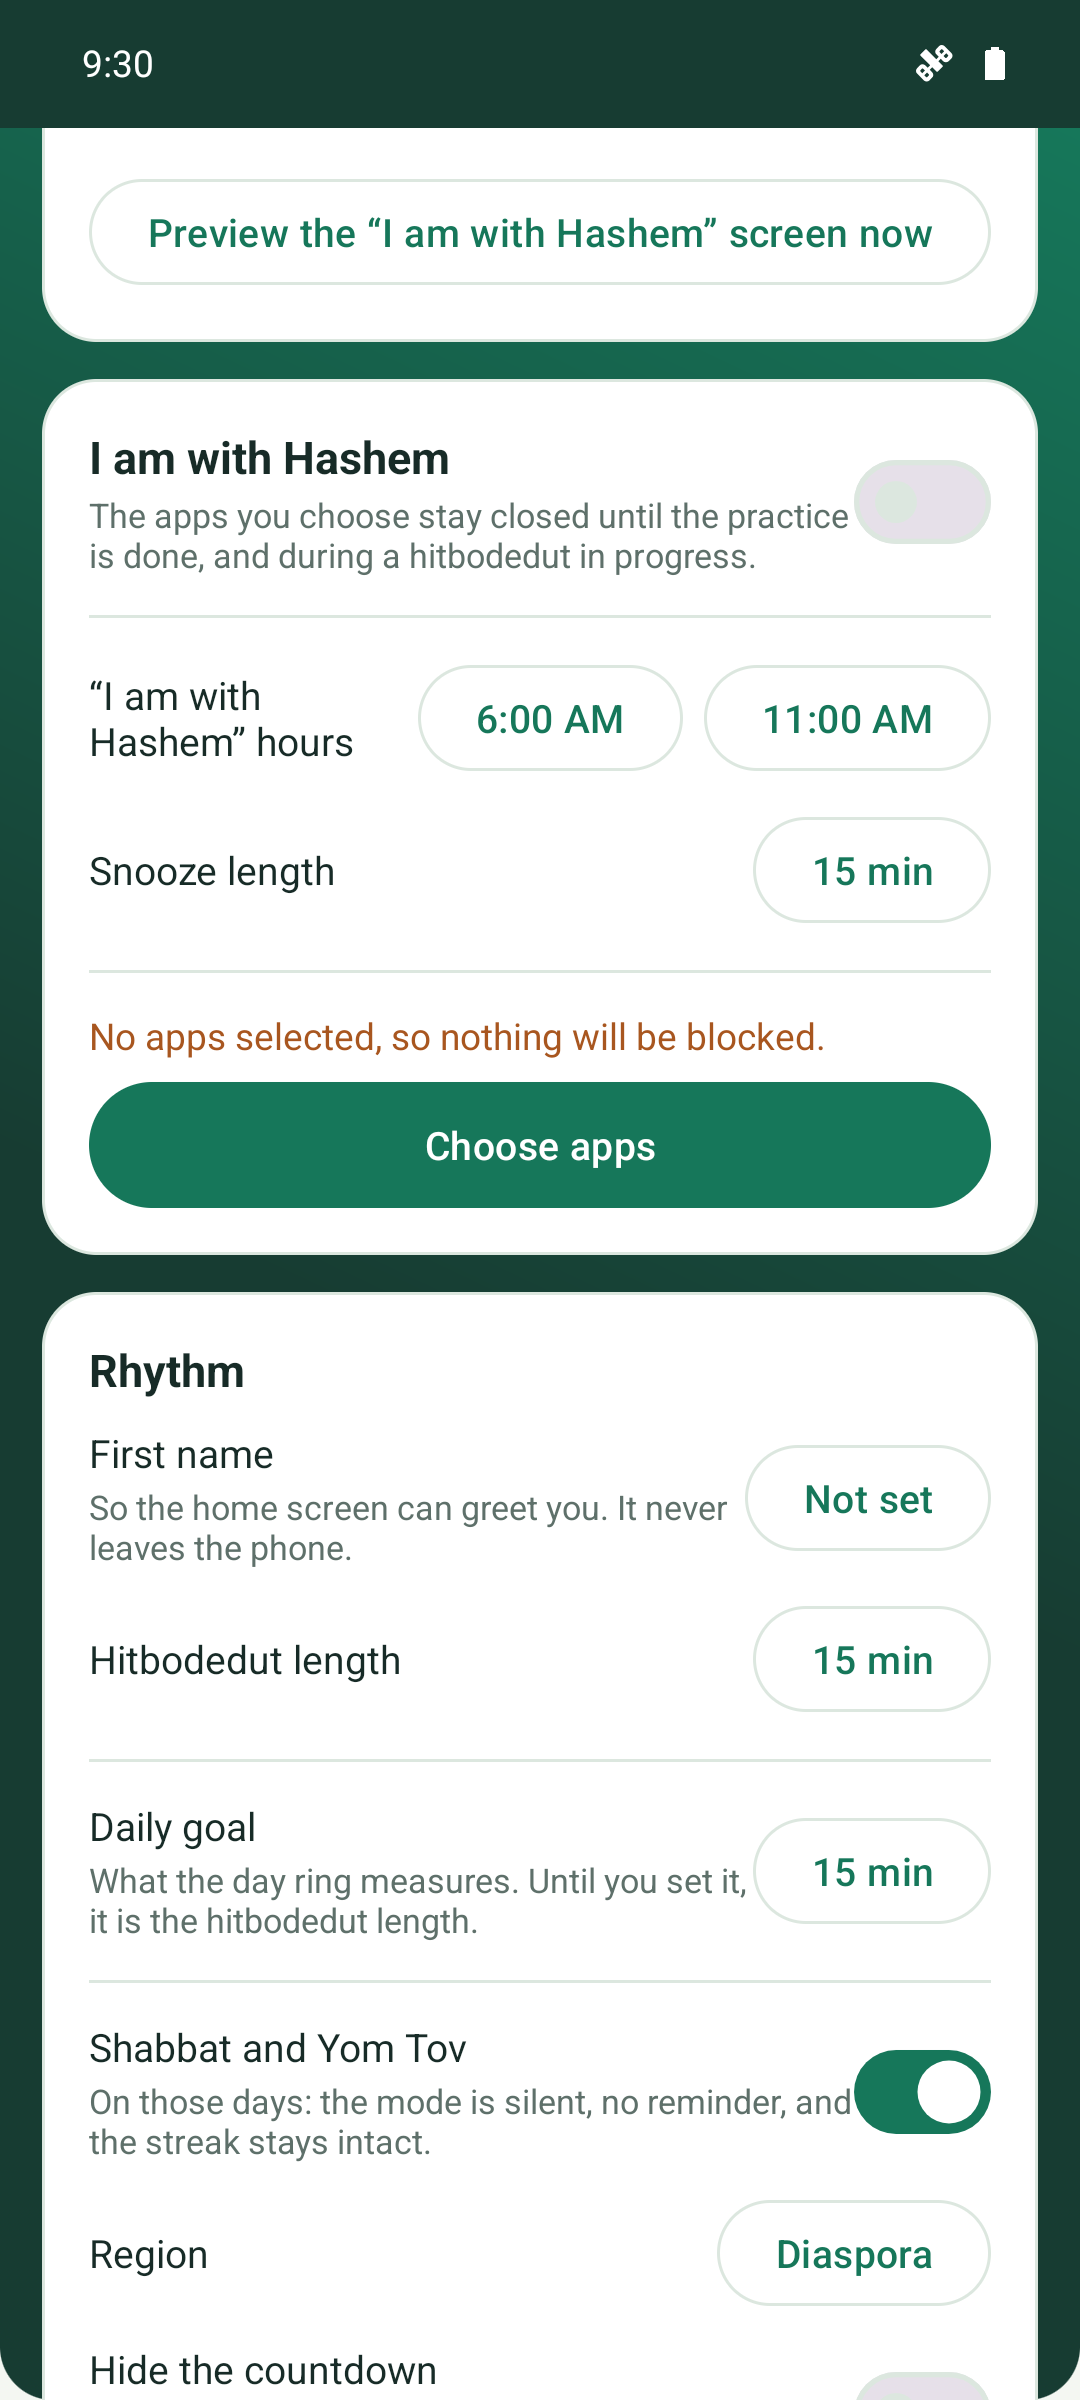 9:30
Preview the “I am with Hashem” screen now
I am with Hashem
The apps you choose stay closed until the practice
is done, and during a hitbodedut in progress.
“I am with
Hashem” hours
6:00 AM
11:00 AM
Snooze length
15 min
No apps selected, so nothing will be blocked.
Choose apps
Rhythm
First name
So the home screen can greet you. It never
leaves the phone.
Not set
Hitbodedut length
15 min
Daily goal
What the day ring measures. Until you set it,
it is the hitbodedut length.
15 min
Shabbat and Yom Tov
On those days: the mode is silent, no reminder, and
the streak stays intact.
Region
Diaspora
Hide the countdown